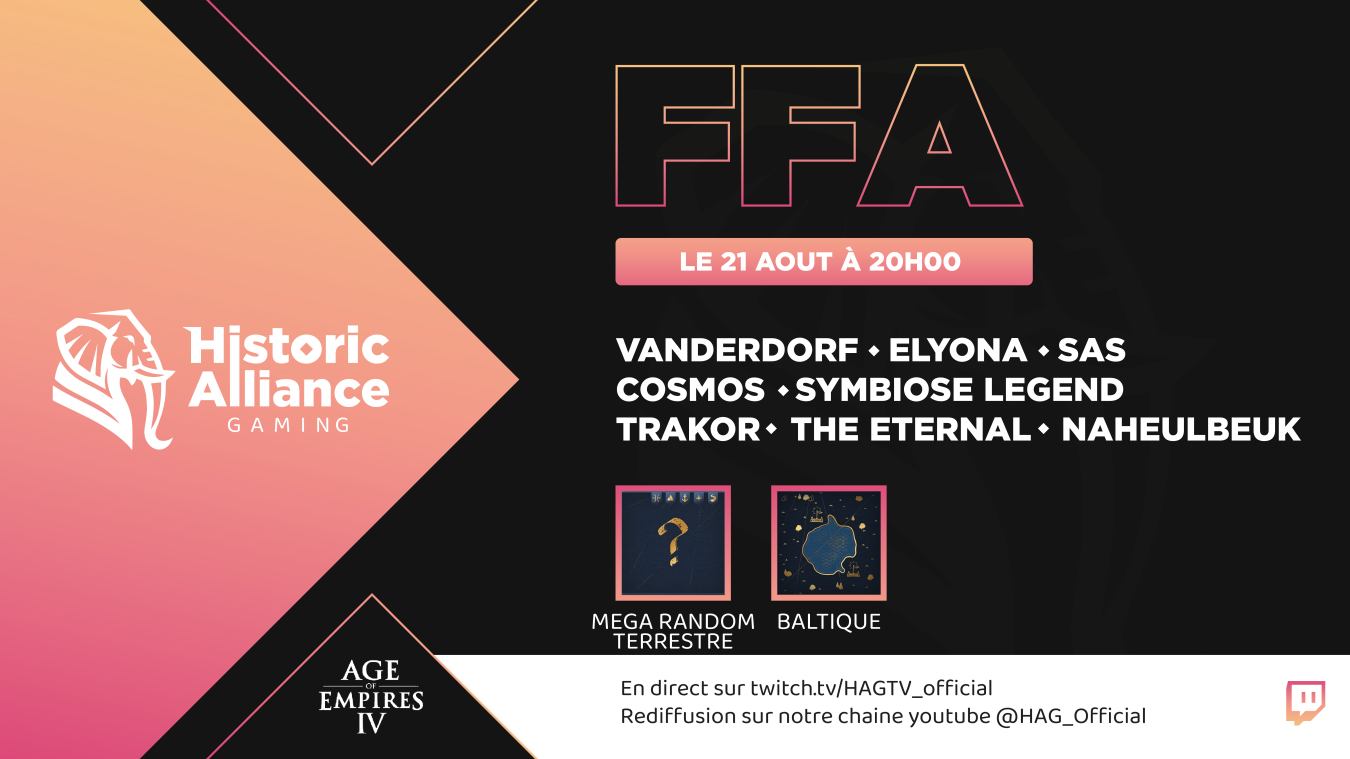 FFA
LE 21 AOUT À 20H00
Historic
Alliance
GAMING
VANDERDORF ⬥ ELYONA ⬥ SAS
COSMOS ⬥ SYMBIOSE LEGEND
TRAKOR ⬥ THE ETERNAL ⬥ NAHEULBEUK
?
MEGA RANDOM
TERRESTRE
BALTIQUE
AGE
OF
EMPIRES
IV
En direct sur twitch.tv/HAGTV_official
Rediffusion sur notre chaine youtube @HAG_Official